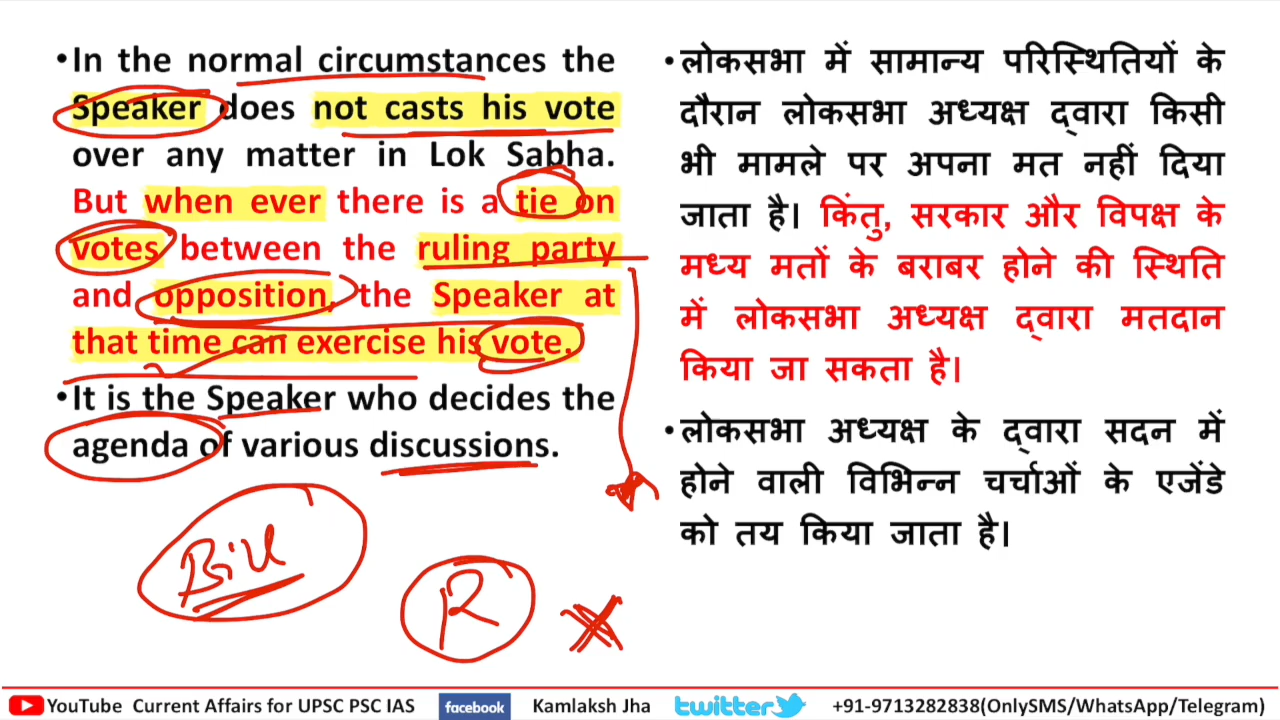 •In the normal circumstances the
Speaker does not casts his vote
over any matter in Lok Sabha.
But when ever there is a tie on
votes between the ruling party
and opposition, the Speaker at
that time can exercise his vote.
•It is the Speaker who decides the
agenda of various discussions.
Bill
R
•लोकसभा में सामान्य परिस्थितियों के
दौरान लोकसभा अध्यक्ष द्वारा किसी
भी मामले पर अपना मत नहीं दिया
जाता है। किंतु, सरकार और विपक्ष के
मध्य मतों के बराबर होने की स्थिति
में लोकसभा अध्यक्ष द्वारा मतदान
किया जा सकता है।
•लोकसभा अध्यक्ष के द्वारा सदन में
होने वाली विभिन्न चर्चाओं के एजेंडे
को तय किया जाता है।
YouTube Current Affairs for UPSC PSC IAS facebook Kamlaksh Jha twitter +91-9713282838(OnlySMS/WhatsApp/Telegram)